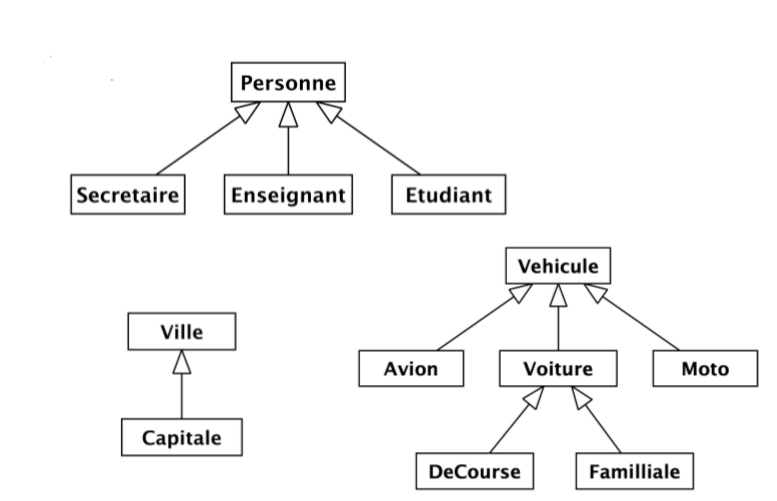 Personne
Secretaire
Enseignant
Etudiant
Vehicule
Ville
Avion
Voiture
Moto
Capitale
DeCourse
Familliale